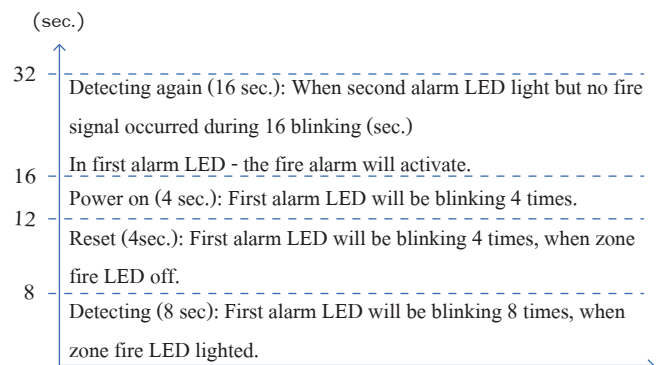 (sec.)
32
Detecting again (16 sec.): When second alarm LED light but no fire
signal occurred during 16 blinking (sec.)
In first alarm LED - the fire alarm will activate.
16
Power on (4 sec.): First alarm LED will be blinking 4 times.
12
Reset (4sec.): First alarm LED will be blinking 4 times, when zone
fire LED off.
8
Detecting (8 sec): First alarm LED will be blinking 8 times, when
zone fire LED lighted.